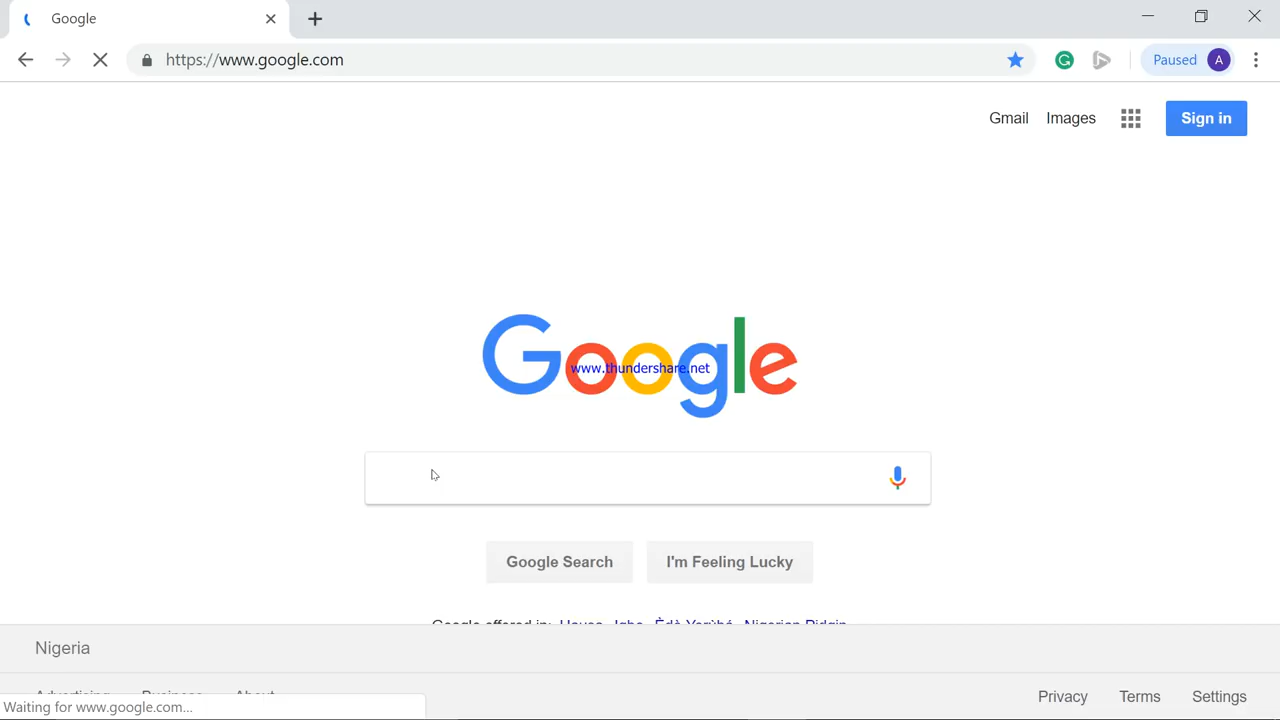 Google
https://www.google.com
Paused A
Gmail Images Sign in
Google
www.thundershare.net
Google Search I'm Feeling Lucky
Google offered in: Hausa Igbo Èdè Yorùbá Nigerian Pidgin
Nigeria
Advertising Business About Privacy Terms Settings
Waiting for www.google.com...